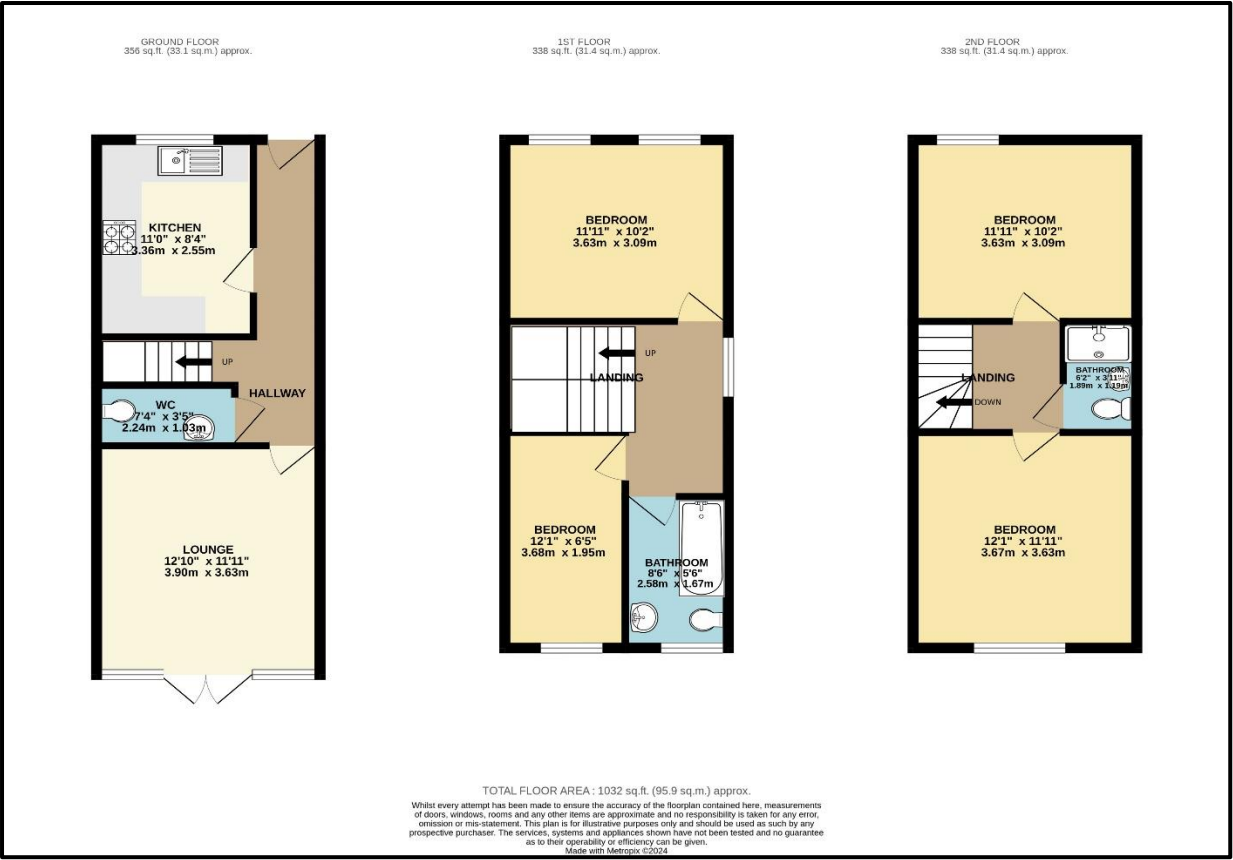 GROUND FLOOR
356 sq.ft. (33.1 sq.m.) approx.
1ST FLOOR
338 sq.ft. (31.4 sq.m.) approx.
2ND FLOOR
338 sq.ft. (31.4 sq.m.) approx.
KITCHEN
11'0" x 8'4"
3.36m x 2.55m
UP
HALLWAY
WC
7'4" x 3'5"
2.24m x 1.03m
LOUNGE
12'10" x 11'11"
3.90m x 3.63m
BEDROOM
11'11" x 10'2"
3.63m x 3.09m
UP
LANDING
BEDROOM
12'1" x 6'5"
3.68m x 1.95m
BATHROOM
8'6" x 5'6"
2.58m x 1.67m
BEDROOM
11'11" x 10'2"
3.63m x 3.09m
LANDING
DOWN
BATHROOM
6'2" x 3'11"
1.89m x 1.19m
BEDROOM
12'1" x 11'11"
3.67m x 3.63m
TOTAL FLOOR AREA : 1032 sq.ft. (95.9 sq.m.) approx.
Whilst every attempt has been made to ensure the accuracy of the floorplan contained here, measurements
of doors, windows, rooms and any other items are approximate and no responsibility is taken for any error,
omission or mis-statement. This plan is for illustrative purposes only and should be used as such by any
prospective purchaser. The services, systems and appliances shown have not been tested and no guarantee
as to their operability or efficiency can be given.
Made with Metropix ©2024